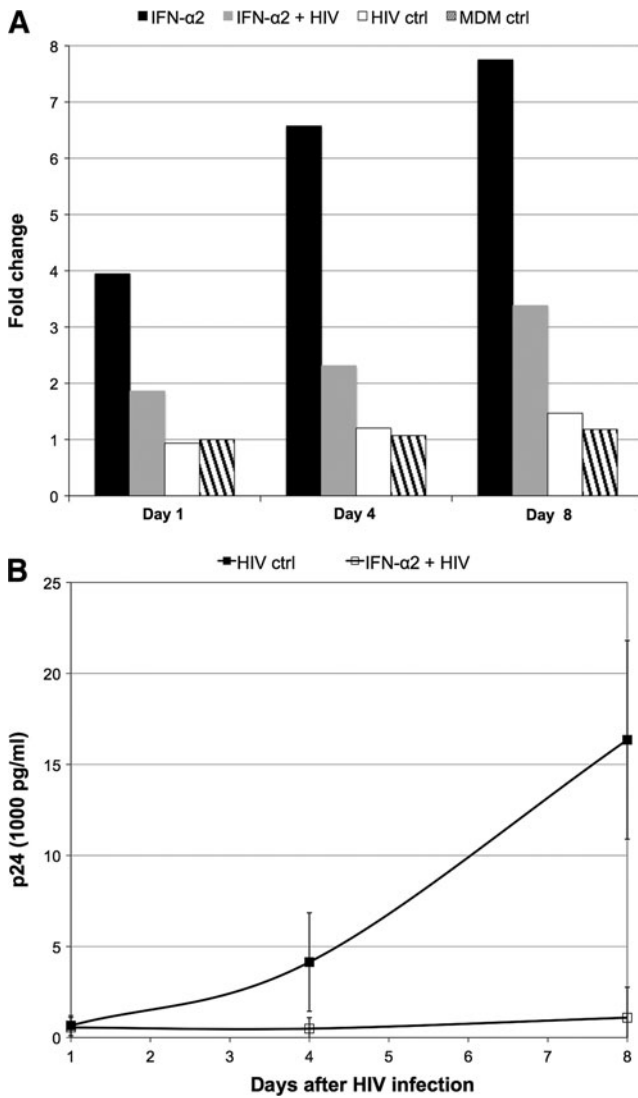 A
IFN-α2 IFN-α2 + HIV HIV ctrl MDM ctrl
Fold change
8
7
6
5
4
3
2
1
0
Day 1 Day 4 Day 8
B
HIV ctrl IFN-α2 + HIV
p24 (1000 pg/ml)
25
20
15
10
5
0
1 2 3 4 5 6 7 8
Days after HIV infection